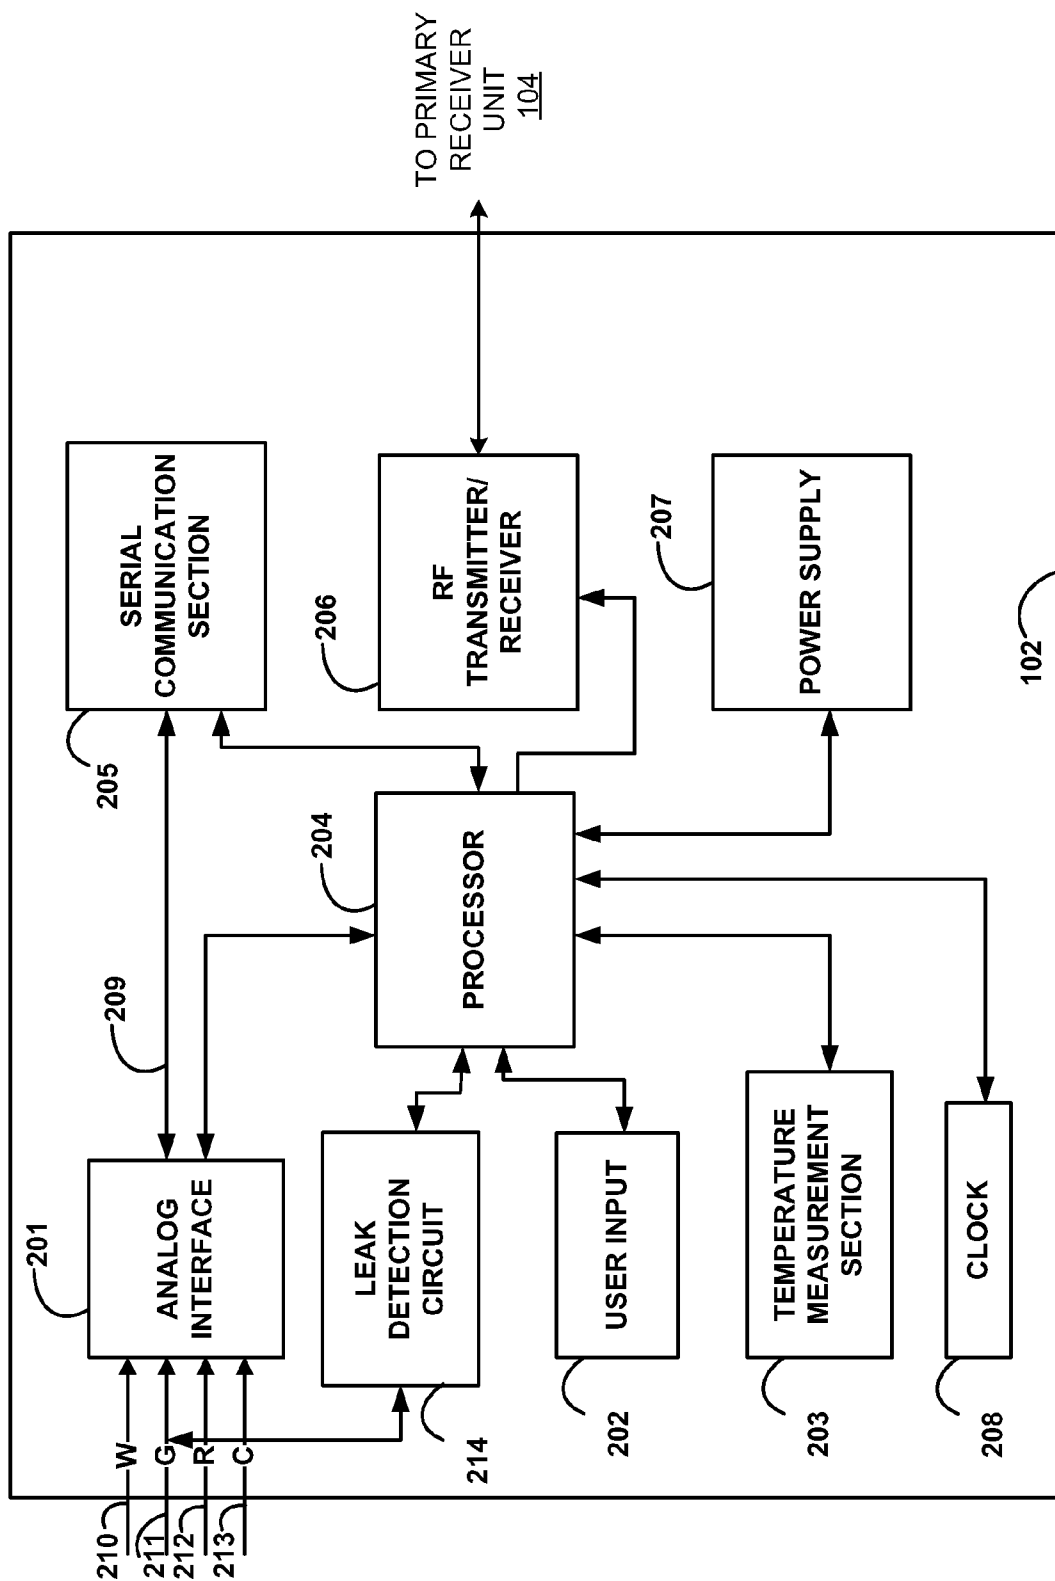 210
W
211
G
212
R
213
C
201
ANALOG
INTERFACE
209
205
SERIAL
COMMUNICATION
SECTION
214
LEAK
DETECTION
CIRCUIT
204
PROCESSOR
206
RF
TRANSMITTER/
RECEIVER
TO PRIMARY
RECEIVER
UNIT
104
202
USER INPUT
203
TEMPERATURE
MEASUREMENT
SECTION
207
POWER SUPPLY
208
CLOCK
102